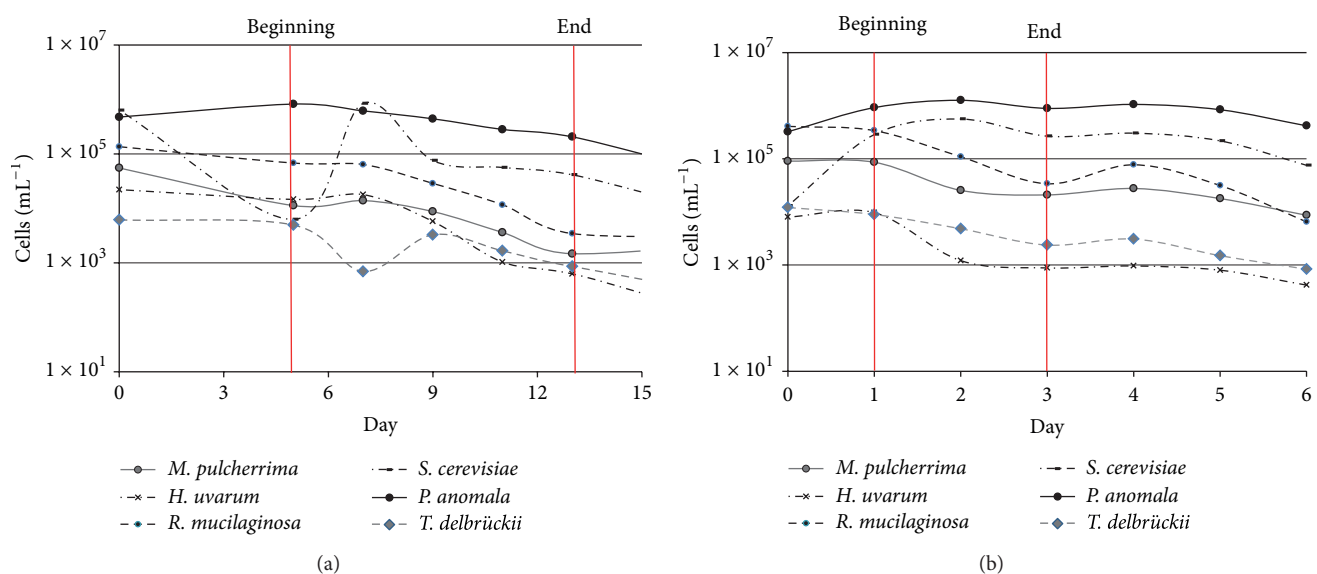 Beginning End
1 × 10⁷
1 × 10⁵
1 × 10³
1 × 10¹
Cells (mL⁻¹)
0 3 6 9 12 15
Day
M. pulcherrima
H. uvarum
R. mucilaginosa
S. cerevisiae
P. anomala
T. delbrückii
(a)
Beginning End
1 × 10⁷
1 × 10⁵
1 × 10³
1 × 10¹
Cells (mL⁻¹)
0 1 2 3 4 5 6
Day
M. pulcherrima
H. uvarum
R. mucilaginosa
S. cerevisiae
P. anomala
T. delbrückii
(b)